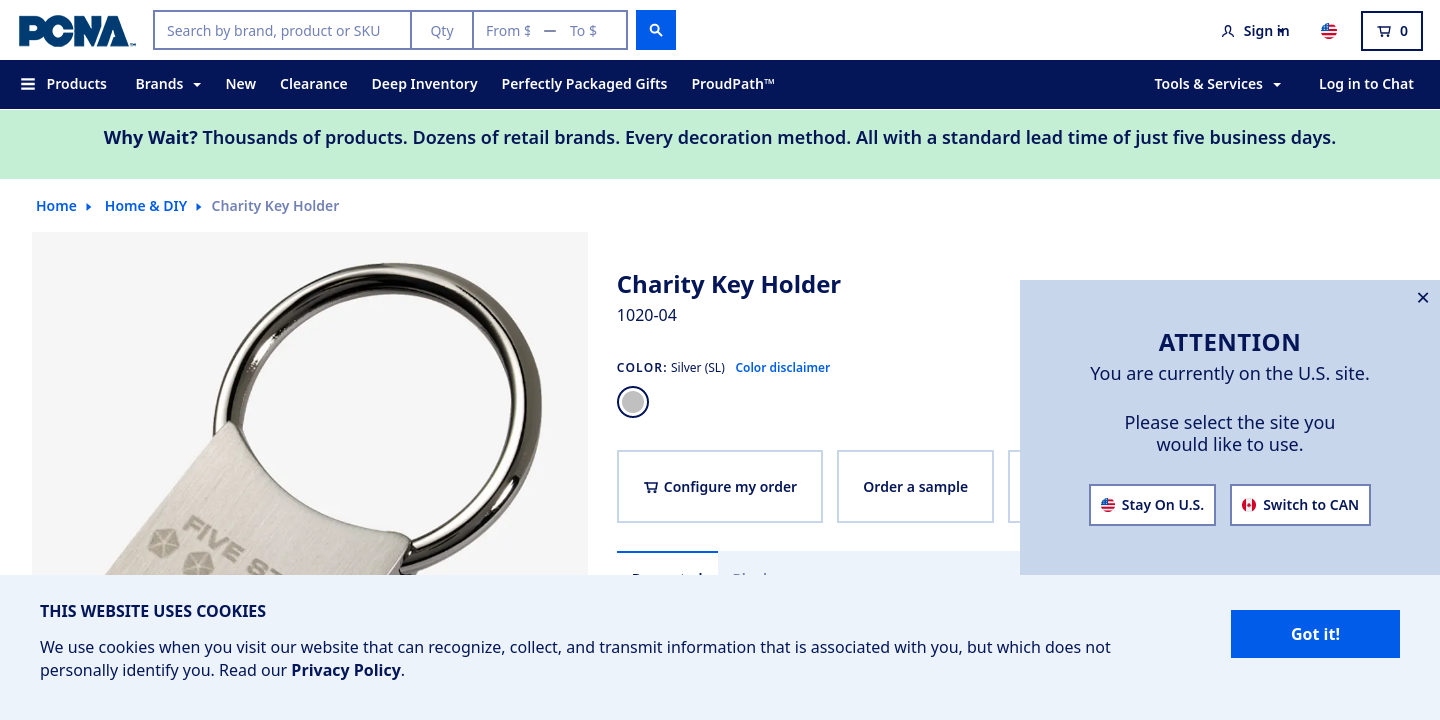 PCNA™
Search by brand, product or SKU
Qty
From $ — To $
Sign in
0
Products
Brands
New
Clearance
Deep Inventory
Perfectly Packaged Gifts
ProudPath™
Tools & Services
Log in to Chat
Why Wait? Thousands of products. Dozens of retail brands. Every decoration method. All with a standard lead time of just five business days.
Home
Home & DIY
Charity Key Holder
FIVE ST
Charity Key Holder
1020-04
COLOR: Silver (SL) Color disclaimer
Configure my order
Order a sample
ATTENTION
You are currently on the U.S. site.
Please select the site you
would like to use.
Stay On U.S.
Switch to CAN
THIS WEBSITE USES COOKIES
We use cookies when you visit our website that can recognize, collect, and transmit information that is associated with you, but which does not
personally identify you. Read our Privacy Policy.
Got it!